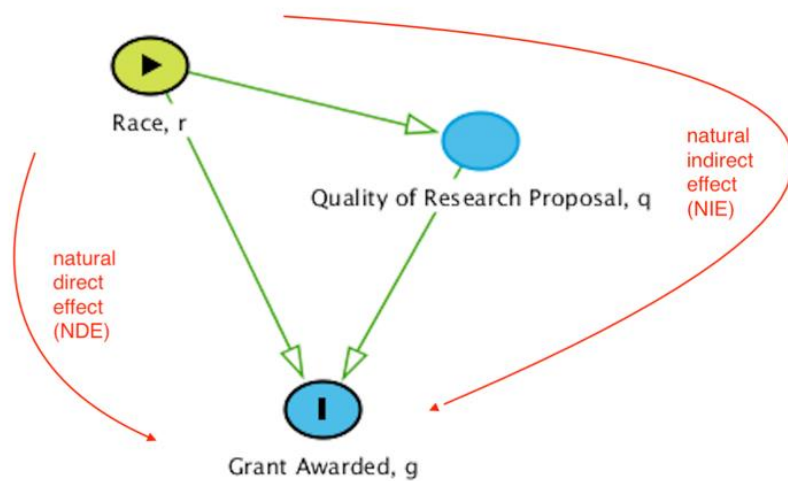 Race, r
Quality of Research Proposal, q
natural
indirect
effect
(NIE)
natural
direct
effect
(NDE)
Grant Awarded, g